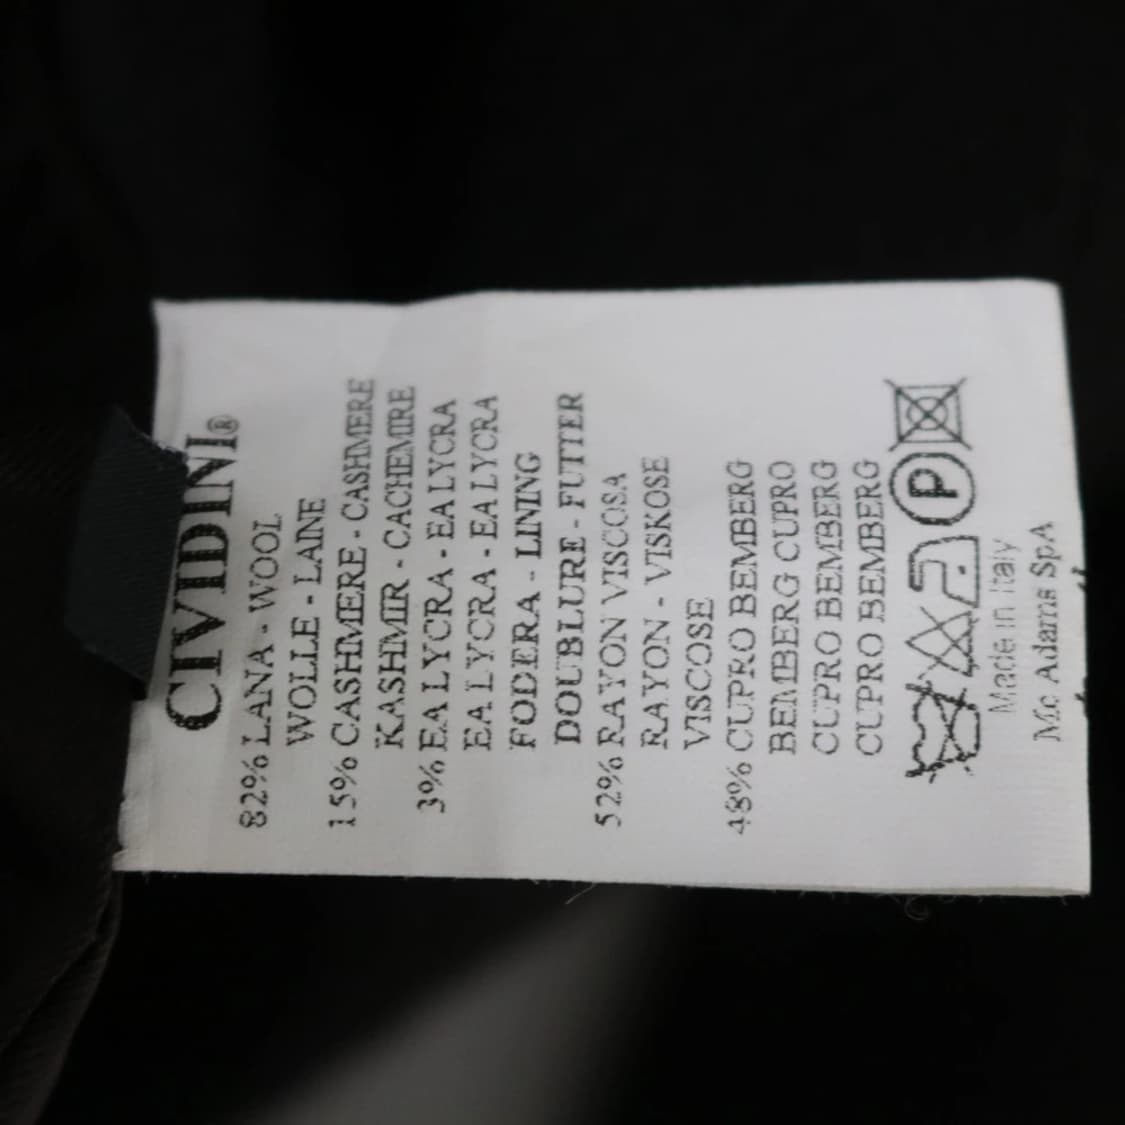 CIVIDINI®
82% LANA - WOOL
WOLLE - LAINE
15% CASHMERE - CASHMERE
KASHMIR - CACHEMIRE
3% EA LYCRA - EA LYCRA
EA LYCRA - EA LYCRA
FODERA - LINING
DOUBLURE - FUTTER
52% RAYON VISCOSA
RAYON - VISKOSE
VISCOSE
48% CUPRO BEMBERG
BEMBERG CUPRO
CUPRO BEMBERG
CUPRO BEMBERG
P
Made in Italy
Mc Adams SpA